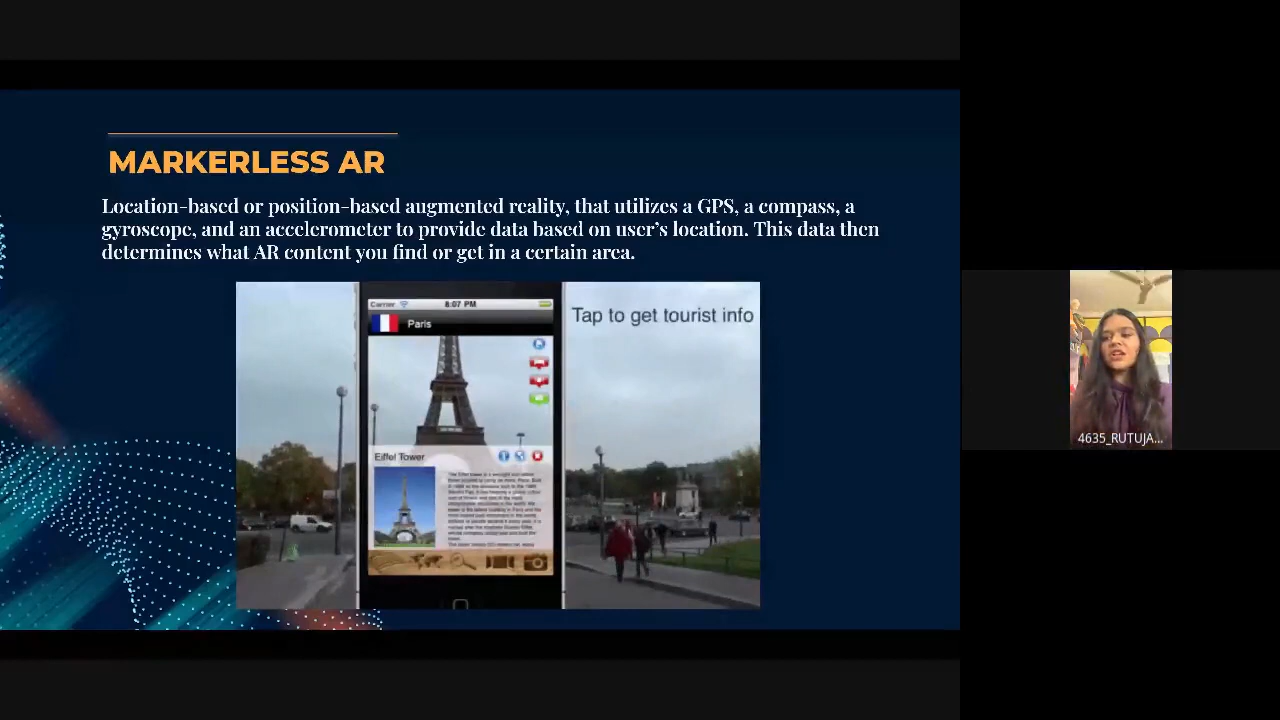 MARKERLESS AR
Location-based or position-based augmented reality, that utilizes a GPS, a compass, a
gyroscope, and an accelerometer to provide data based on user's location. This data then
determines what AR content you find or get in a certain area.
Carrier
8:07 PM
Paris
Tap to get tourist info
Eiffel Tower
4635_RUTUJA...